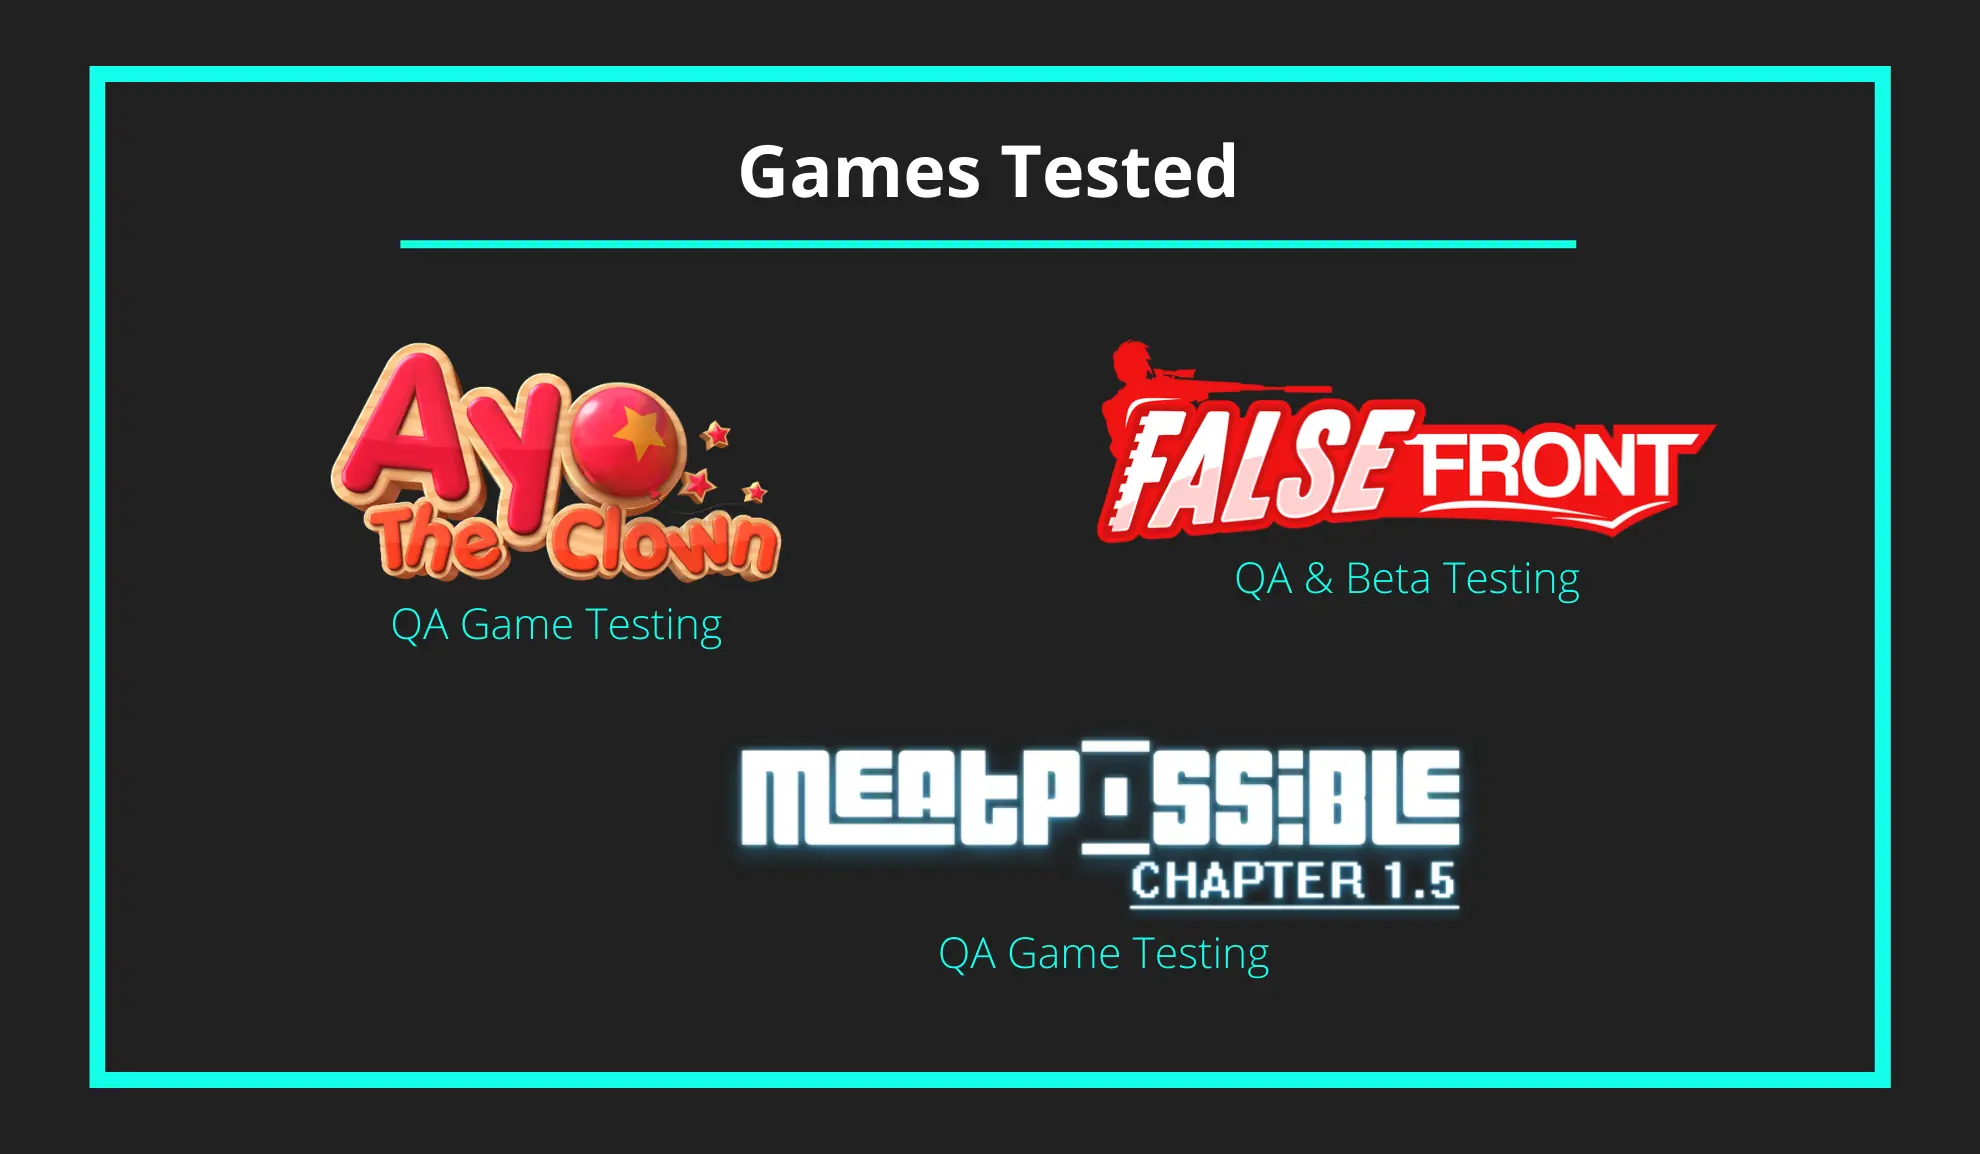 Games Tested
Ayo
The Clown
QA Game Testing
FALSE FRONT
QA & Beta Testing
MEATPOSSIBLE
CHAPTER 1.5
QA Game Testing